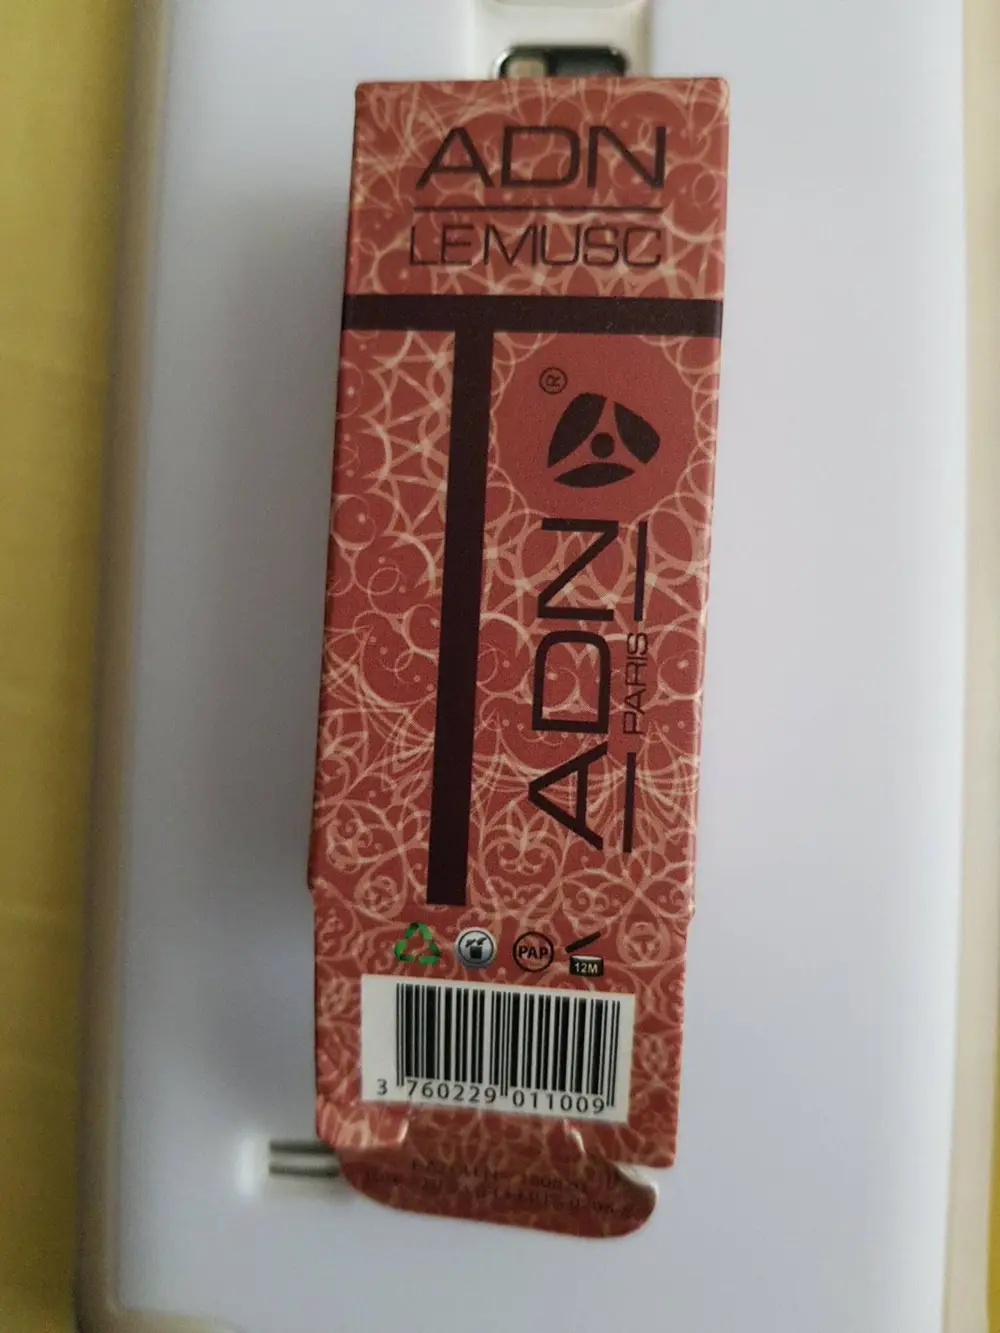 ADN
LE MUSC
®
ADN
PARIS
PAP
12M
3 760229 011009